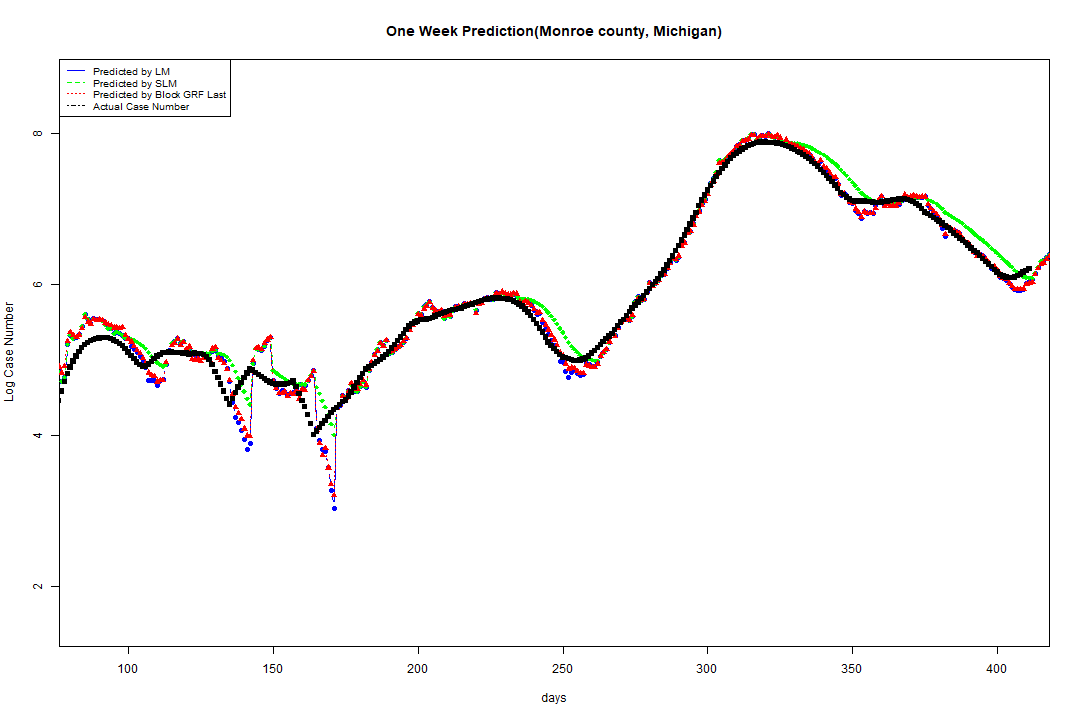 One Week Prediction(Monroe county, Michigan)
Predicted by LM
Predicted by SLM
Predicted by Block GRF Last
Actual Case Number
8
6
4
2
Log Case Number
100 150 200 250 300 350 400
days